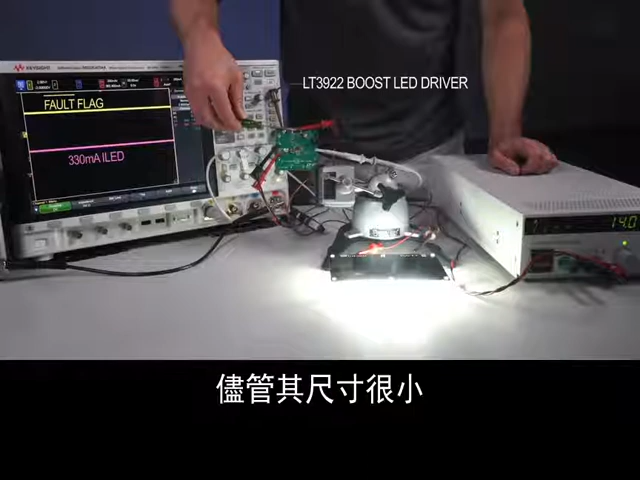 KEYSIGHT
LT3922 BOOST LED DRIVER
FAULT FLAG
330mA ILED
14.0
儘管其尺寸很小